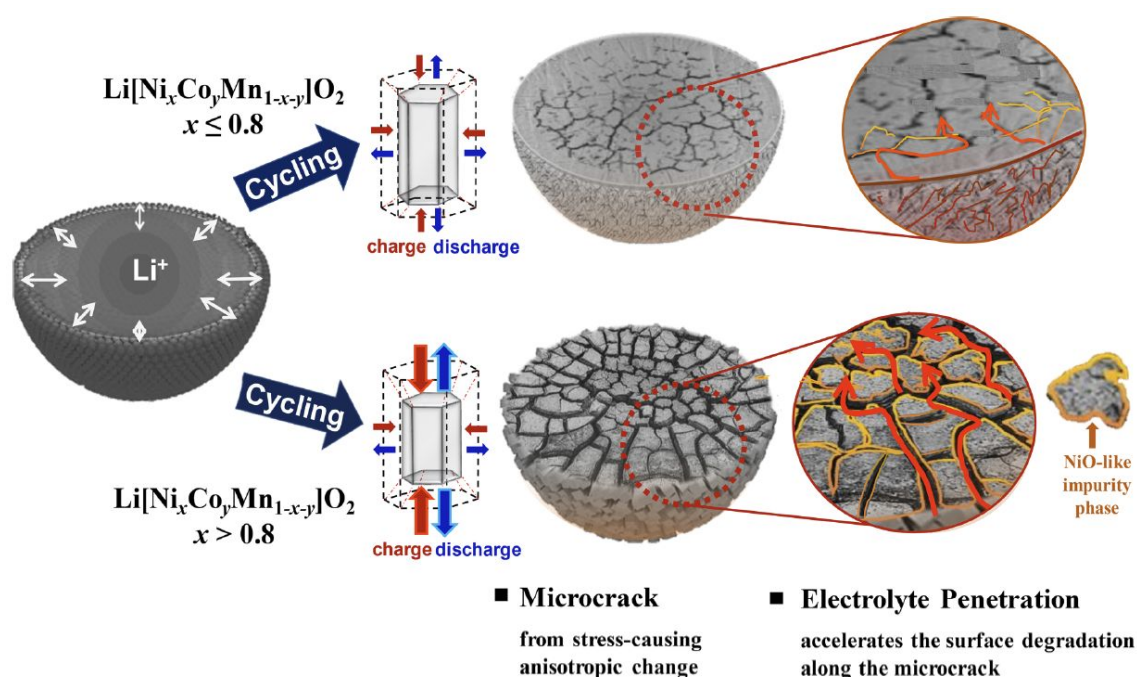 Li[NixCoyMn1-x-y]O2
x ≤ 0.8
Cycling
charge discharge
Li+
Cycling
Li[NixCoyMn1-x-y]O2
x > 0.8
charge discharge
NiO-like
impurity
phase
■ Microcrack
from stress-causing
anisotropic change
■ Electrolyte Penetration
accelerates the surface degradation
along the microcrack